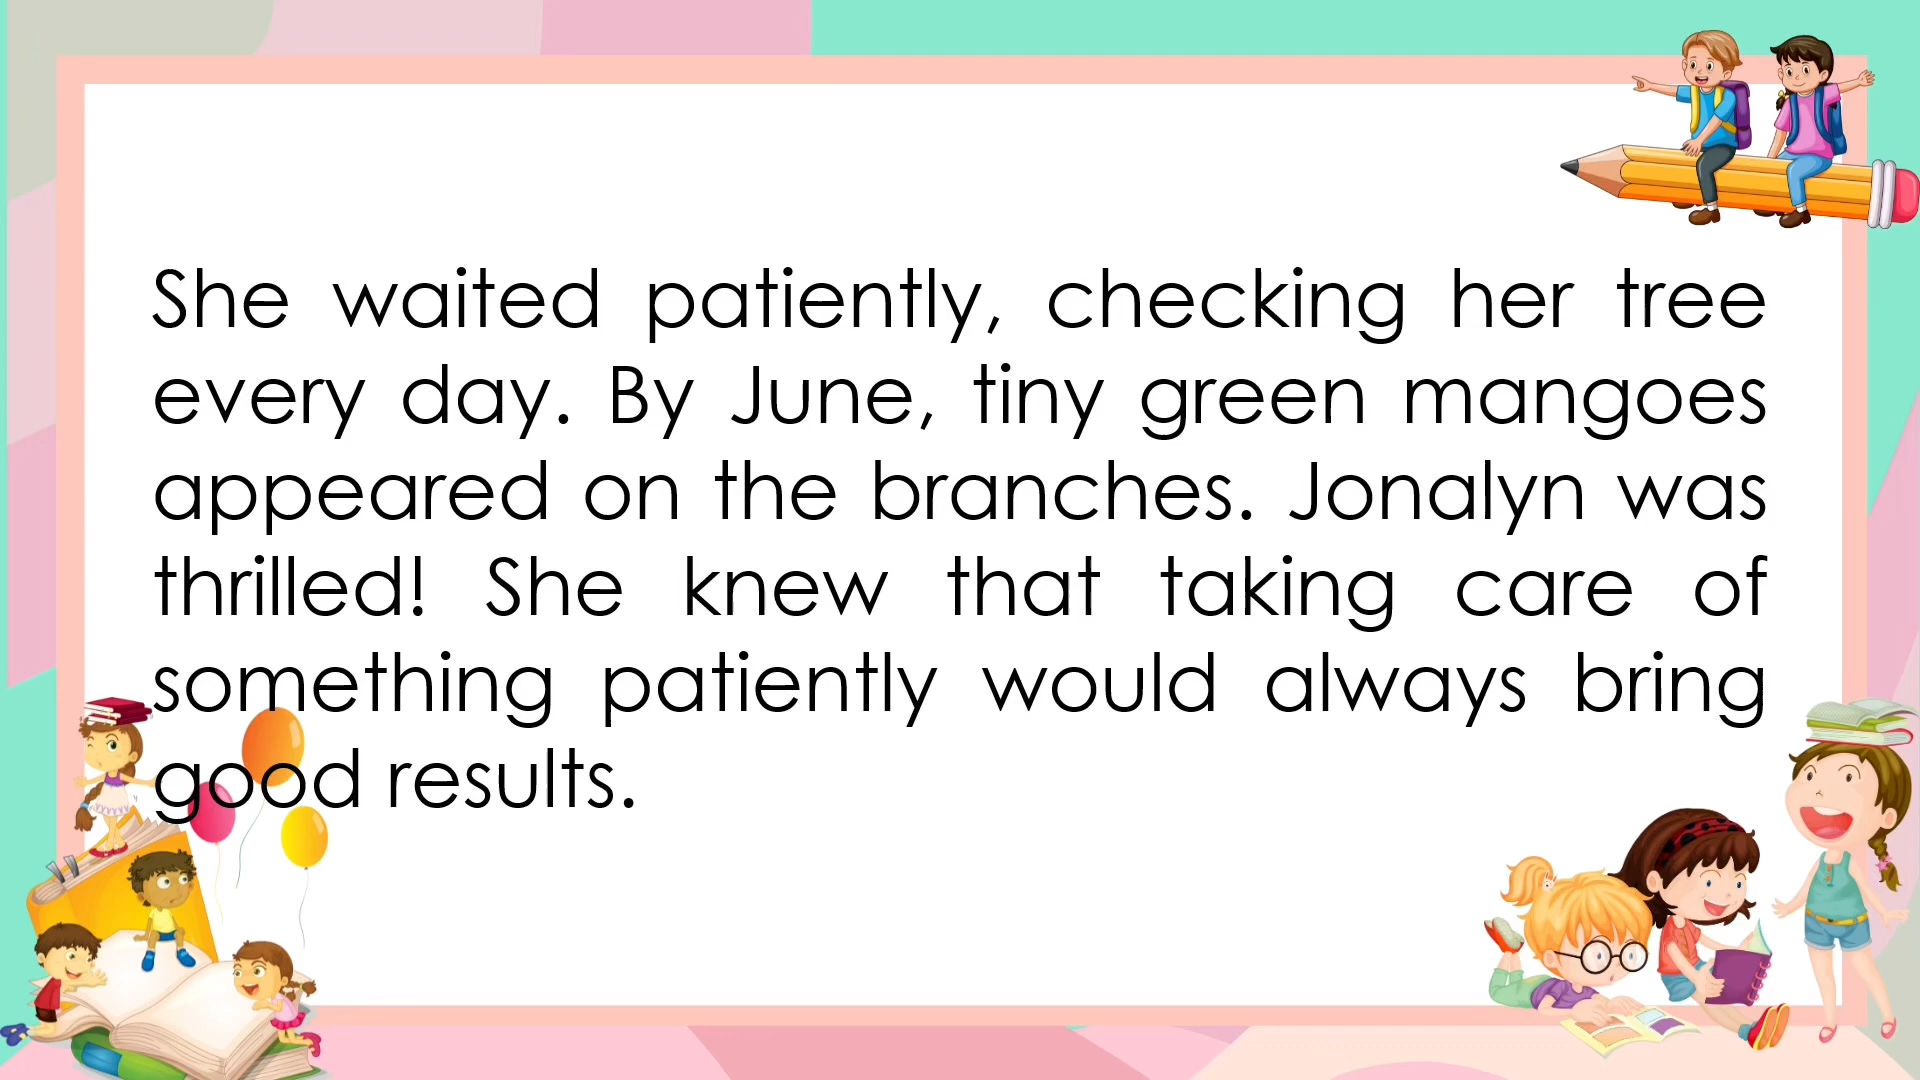 She waited patiently, checking her tree
every day. By June, tiny green mangoes
appeared on the branches. Jonalyn was
thrilled! She knew that taking care of
something patiently would always bring
good results.